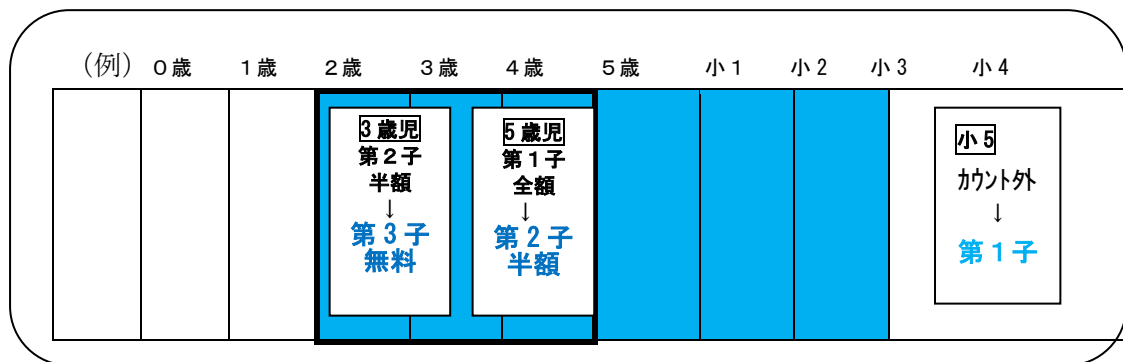 (例) 0歳 1歳 2歳 3歳 4歳 5歳 小1 小2 小3 小4
3歳児
第2子
半額
↓
第3子
無料
5歳児
第1子
全額
↓
第2子
半額
小5
カウント外
↓
第1子